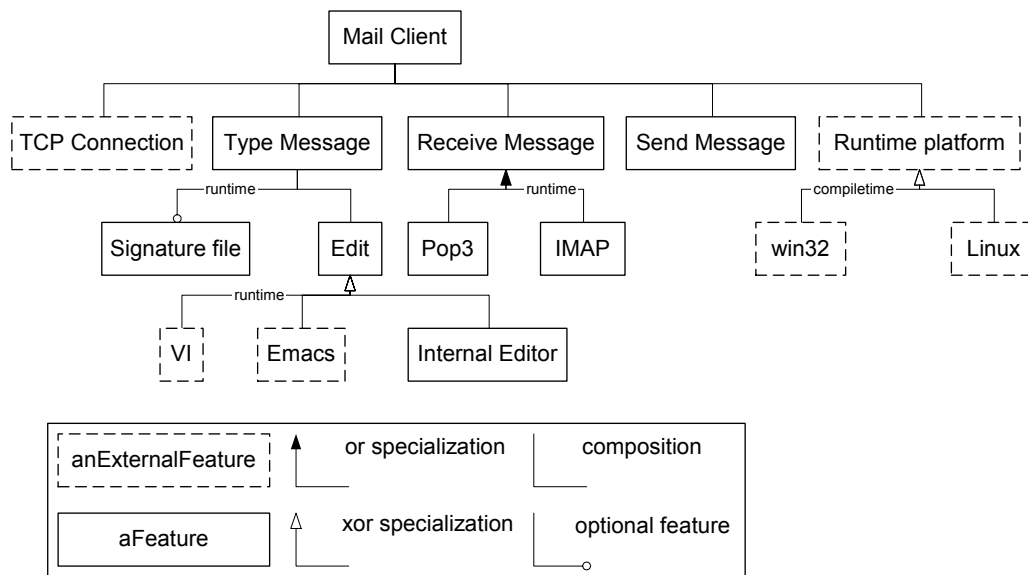 Mail Client
TCP Connection
Type Message
Receive Message
Send Message
Runtime platform
runtime
runtime
compiletime
Signature file
Edit
Pop3
IMAP
win32
Linux
runtime
VI
Emacs
Internal Editor
anExternalFeature
or specialization
composition
aFeature
xor specialization
optional feature